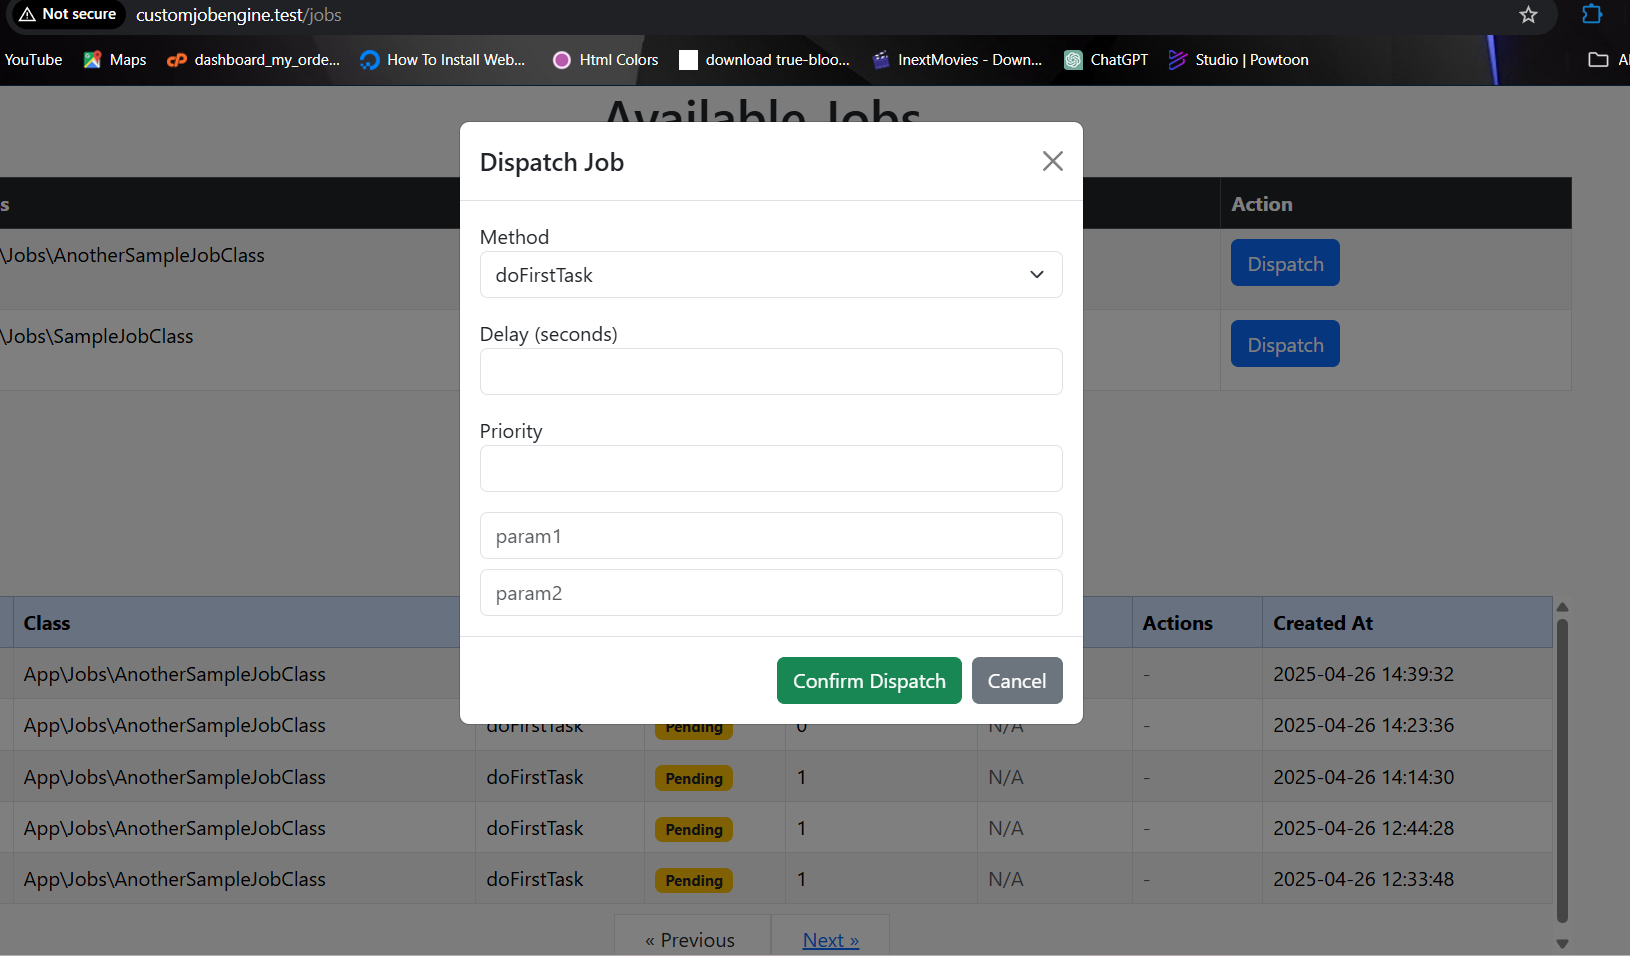 Not secure customjobengine.test/jobs
YouTube Maps dashboard_my_orde... How To Install Web... Html Colors download true-bloo... InextMovies - Down... ChatGPT Studio | Powtoon Al
Available Jobs
Dispatch Job
s Action
Method
\Jobs\AnotherSampleJobClass Dispatch
doFirstTask
Delay (seconds)
\Jobs\SampleJobClass Dispatch
Priority
param1
param2
Class Actions Created At
App\Jobs\AnotherSampleJobClass - 2025-04-26 14:39:32
Confirm Dispatch Cancel
App\Jobs\AnotherSampleJobClass doFirstTask Pending 0 N/A - 2025-04-26 14:23:36
App\Jobs\AnotherSampleJobClass doFirstTask Pending 1 N/A - 2025-04-26 14:14:30
App\Jobs\AnotherSampleJobClass doFirstTask Pending 1 N/A - 2025-04-26 12:44:28
App\Jobs\AnotherSampleJobClass doFirstTask Pending 1 N/A - 2025-04-26 12:33:48
« Previous Next »